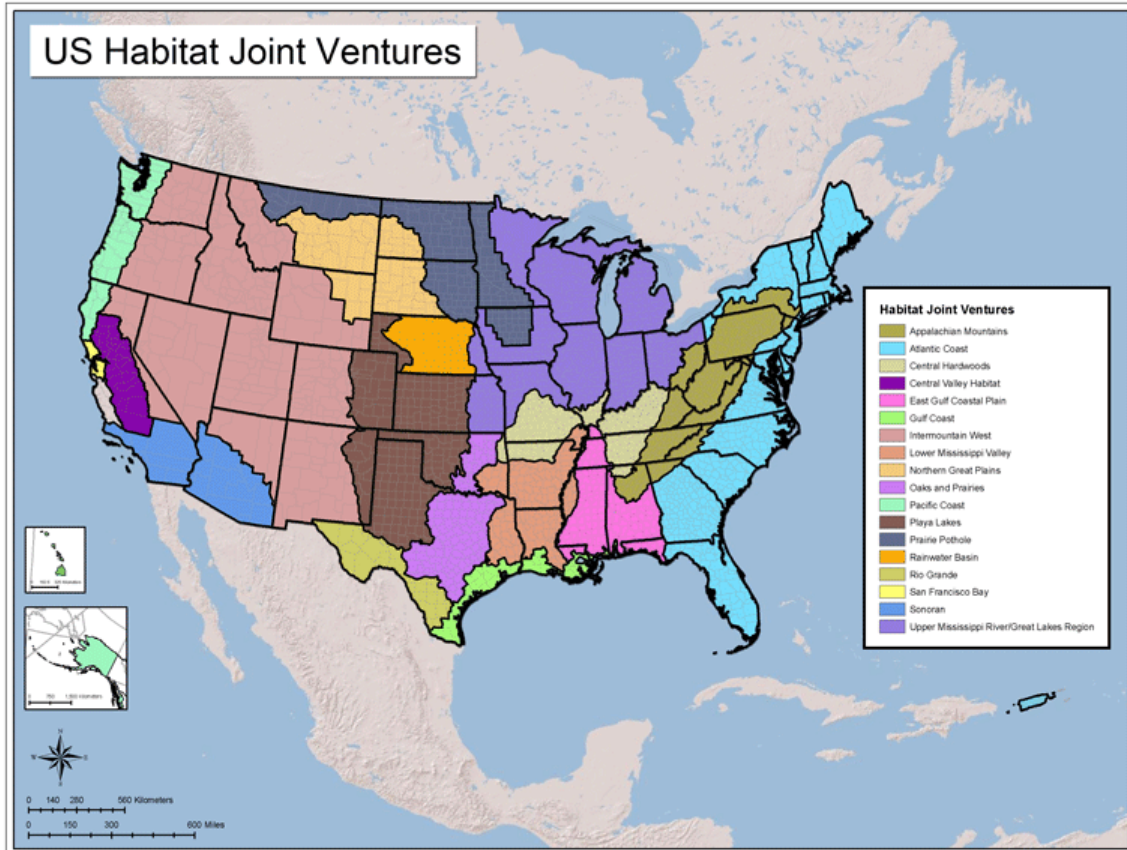 US Habitat Joint Ventures
Habitat Joint Ventures
Appalachian Mountains
Atlantic Coast
Central Hardwoods
Central Valley Habitat
East Gulf Coastal Plain
Gulf Coast
Intermountain West
Lower Mississippi Valley
Northern Great Plains
Oaks and Prairies
Pacific Coast
Playa Lakes
Prairie Pothole
Rainwater Basin
Rio Grande
San Francisco Bay
Sonoran
Upper Mississippi River/Great Lakes Region
N
0 140 280 560 Kilometers
0 150 300 600 Miles